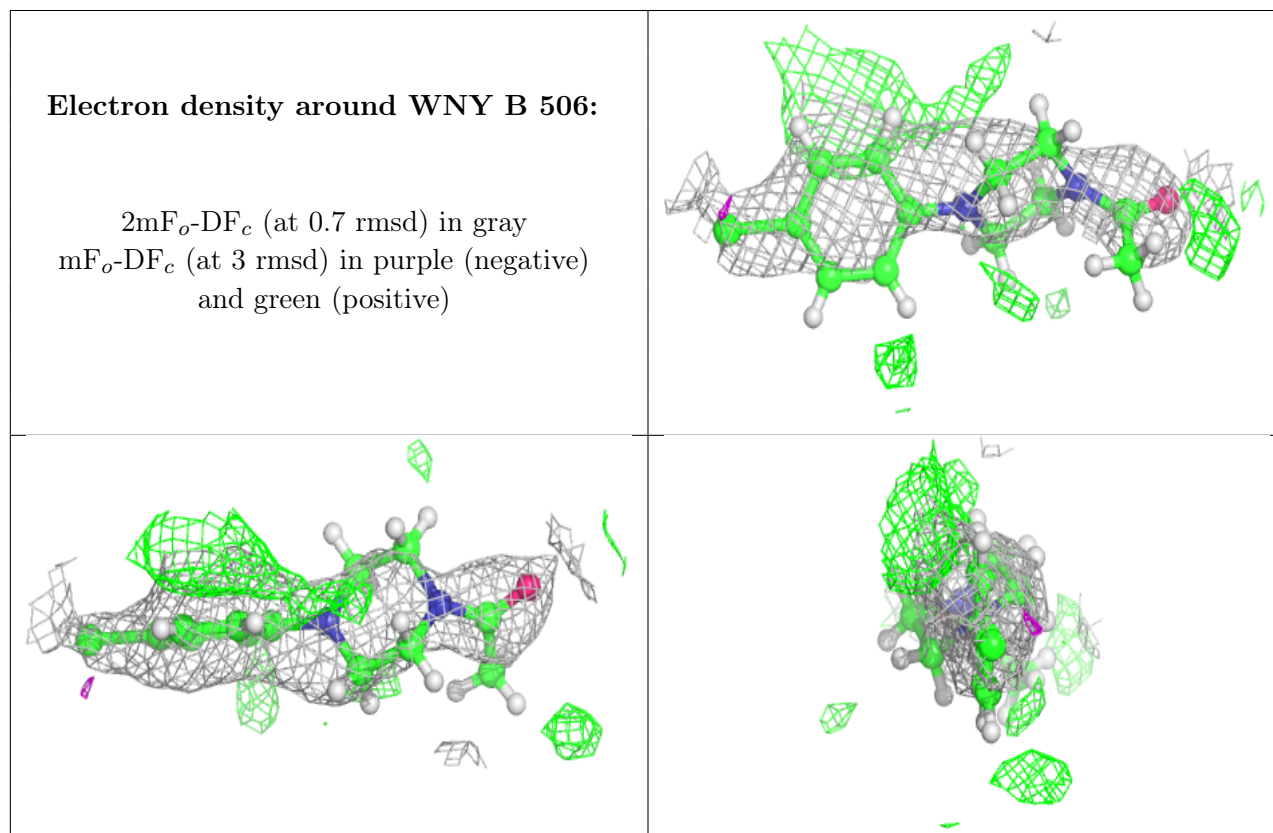 Electron density around WNY B 506:
2mFo-DFc (at 0.7 rmsd) in gray
mFo-DFc (at 3 rmsd) in purple (negative)
and green (positive)